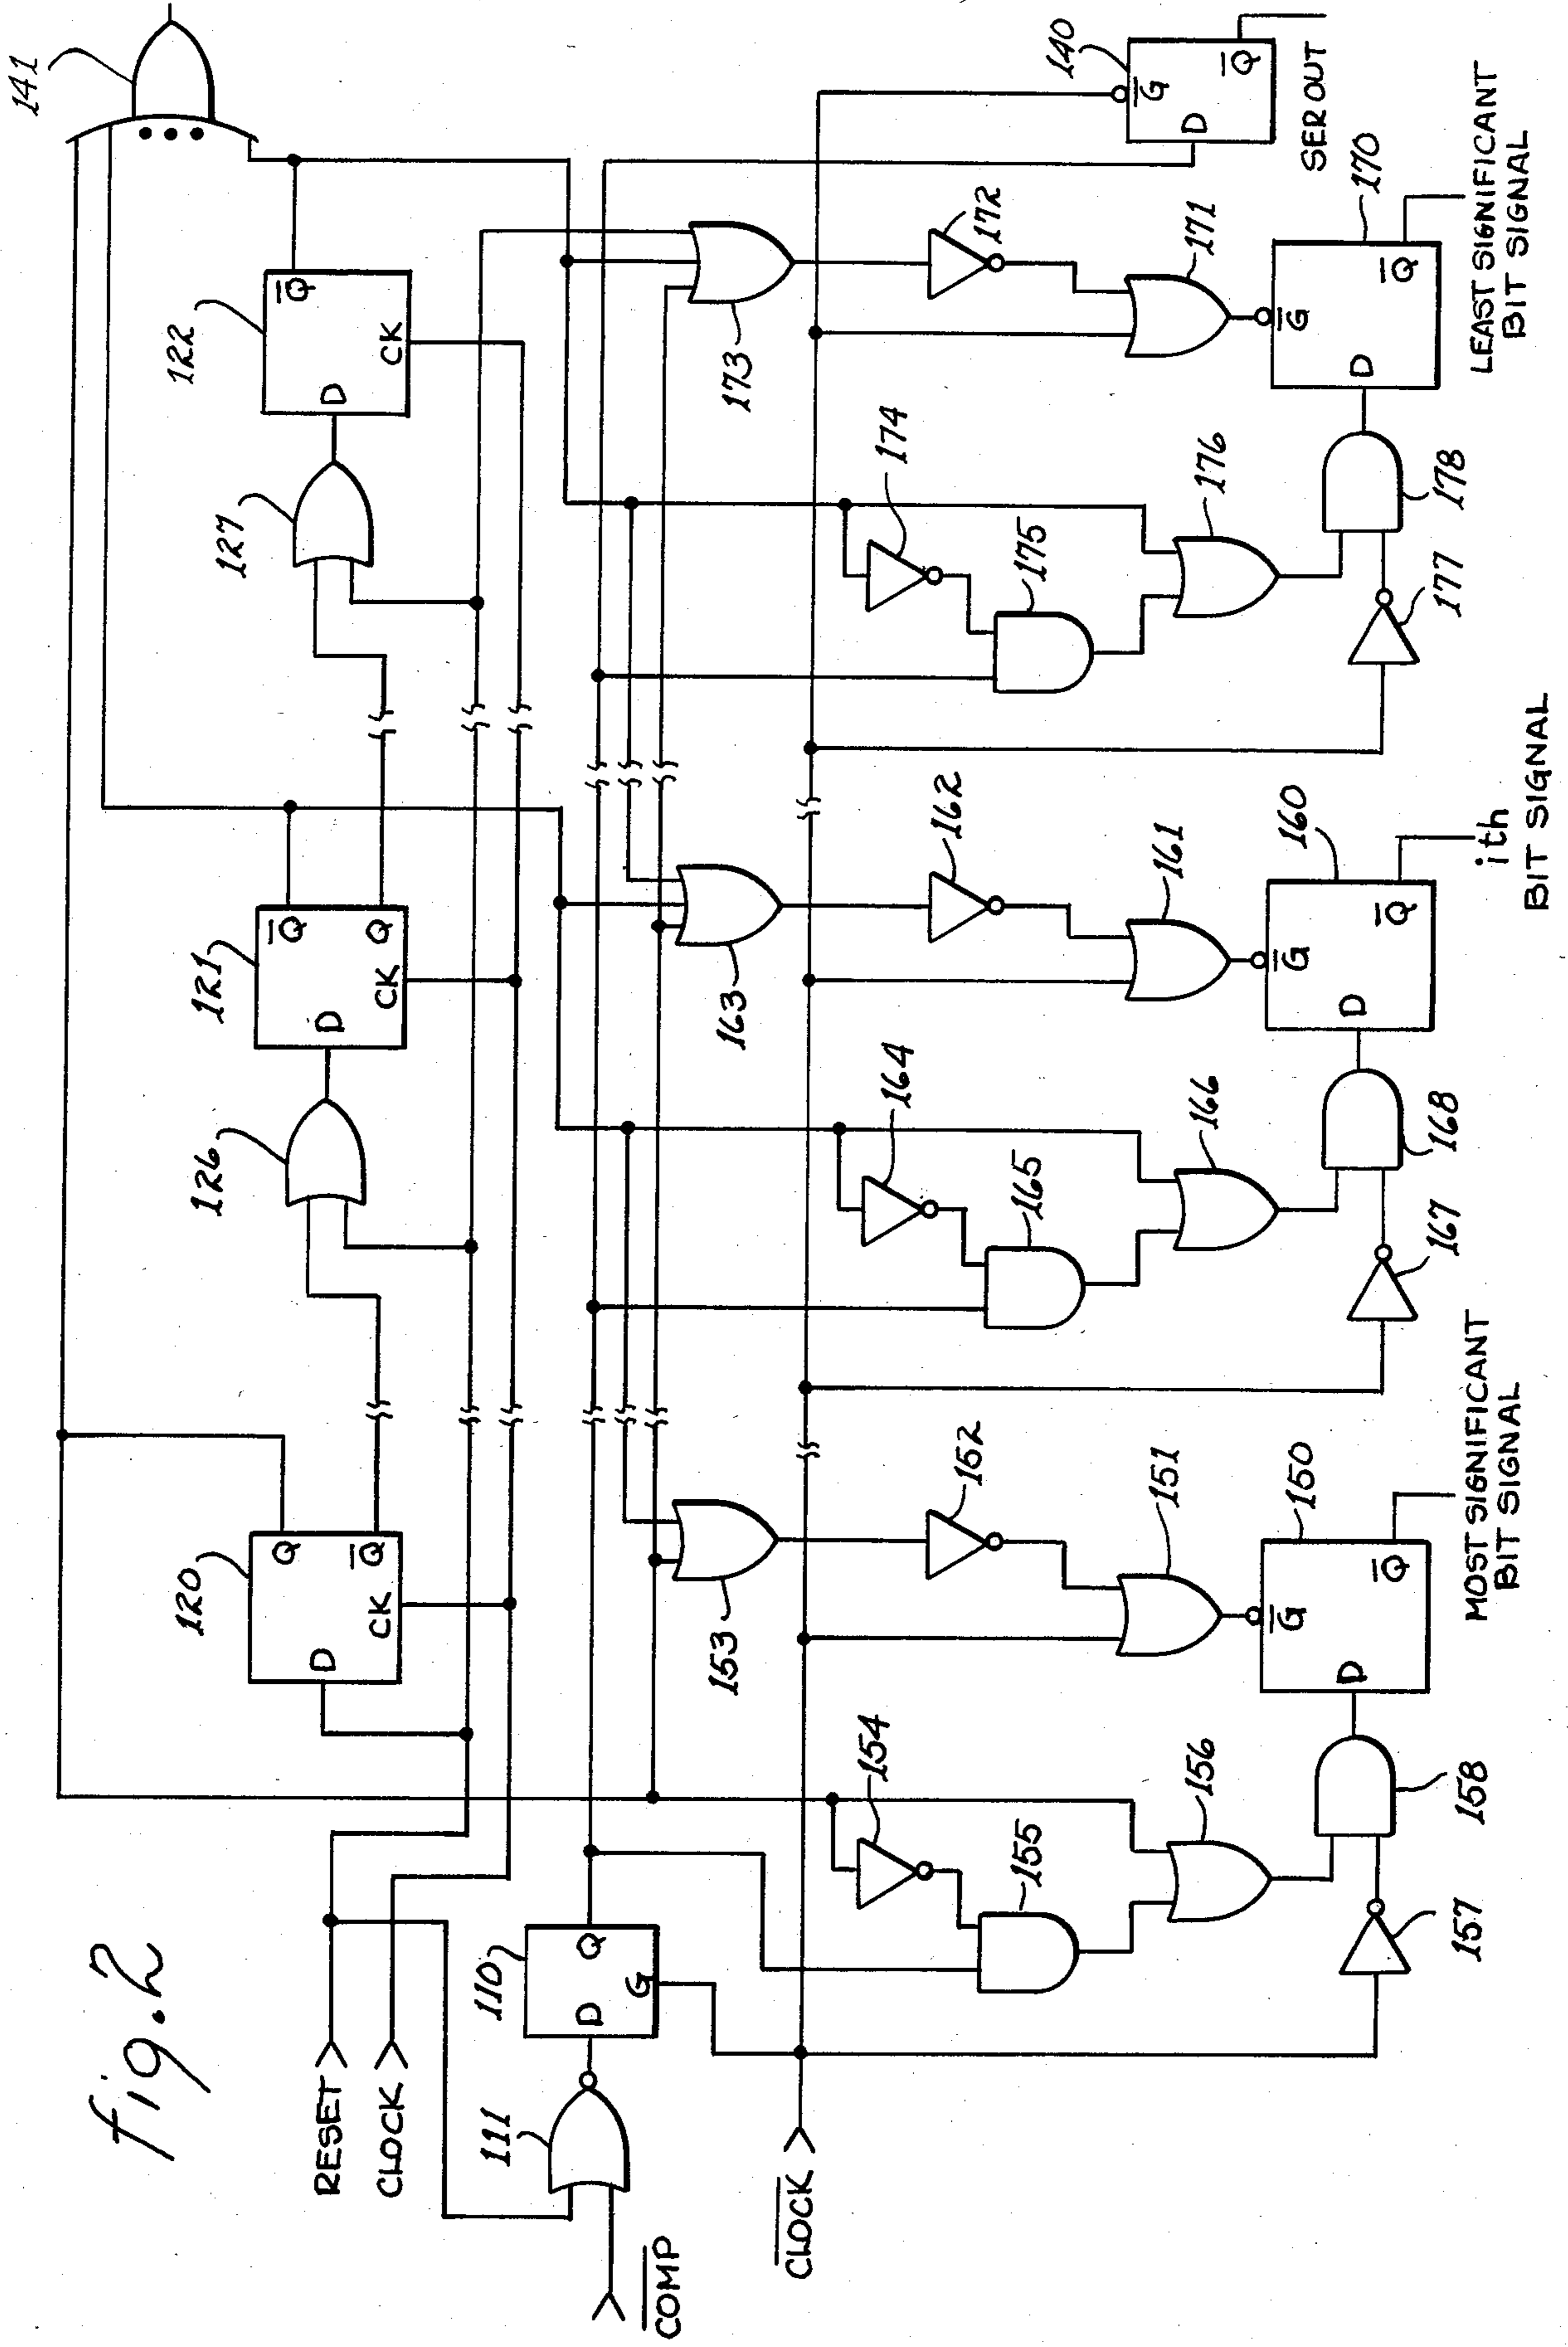 fig.2
RESET
CLOCK
COMP
CLOCK
111
D
G
Q
110
120
D
CK
Q
Q̅
126
121
D
CK
Q̅
Q
127
122
D
CK
Q̅
141
153
152
151
154
155
156
157
158
D
G̅
Q̅
150
MOST SIGNIFICANT
BIT SIGNAL
163
162
161
164
165
166
167
168
D
G̅
Q̅
160
ith
BIT SIGNAL
173
172
171
174
175
176
177
178
D
G̅
Q̅
170
LEAST SIGNIFICANT
BIT SIGNAL
140
D
G̅
Q̅
SER OUT